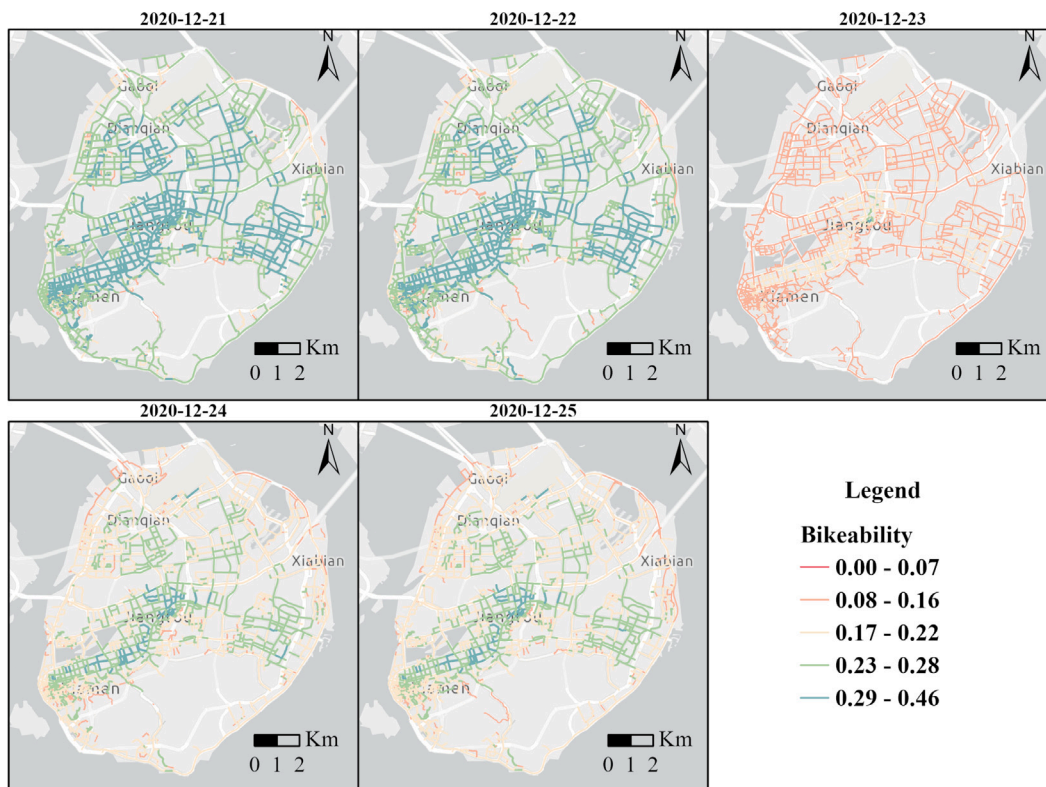 2020-12-21
2020-12-22
2020-12-23
N
N
N
Gaoqi
Gaoqi
Gaoqi
Dianqian
Dianqian
Dianqian
Xiabian
Xiabian
Xiabian
Jiangtou
Jiangtou
Jiangtou
Xiamen
Xiamen
Xiamen
Km
Km
Km
0 1 2
0 1 2
0 1 2
2020-12-24
2020-12-25
N
N
Gaoqi
Gaoqi
Dianqian
Dianqian
Xiabian
Xiabian
Jiangtou
Jiangtou
Xiamen
Xiamen
Km
Km
0 1 2
0 1 2
Legend
Bikeability
0.00 - 0.07
0.08 - 0.16
0.17 - 0.22
0.23 - 0.28
0.29 - 0.46